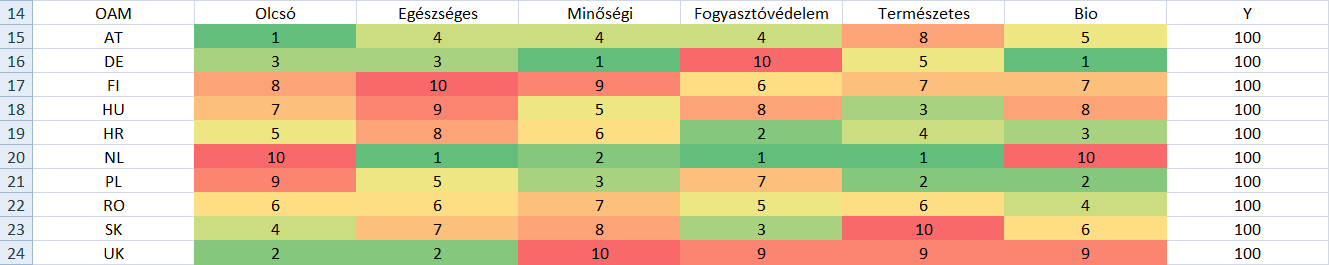 14 OAM Olcsó Egészséges Minőségi Fogyasztóvédelem Természetes Bio Y
15 AT 1 4 4 4 8 5 100
16 DE 3 3 1 10 5 1 100
17 FI 8 10 9 6 7 7 100
18 HU 7 9 5 8 3 8 100
19 HR 5 8 6 2 4 3 100
20 NL 10 1 2 1 1 10 100
21 PL 9 5 3 7 2 2 100
22 RO 6 6 7 5 6 4 100
23 SK 4 7 8 3 10 6 100
24 UK 2 2 10 9 9 9 100